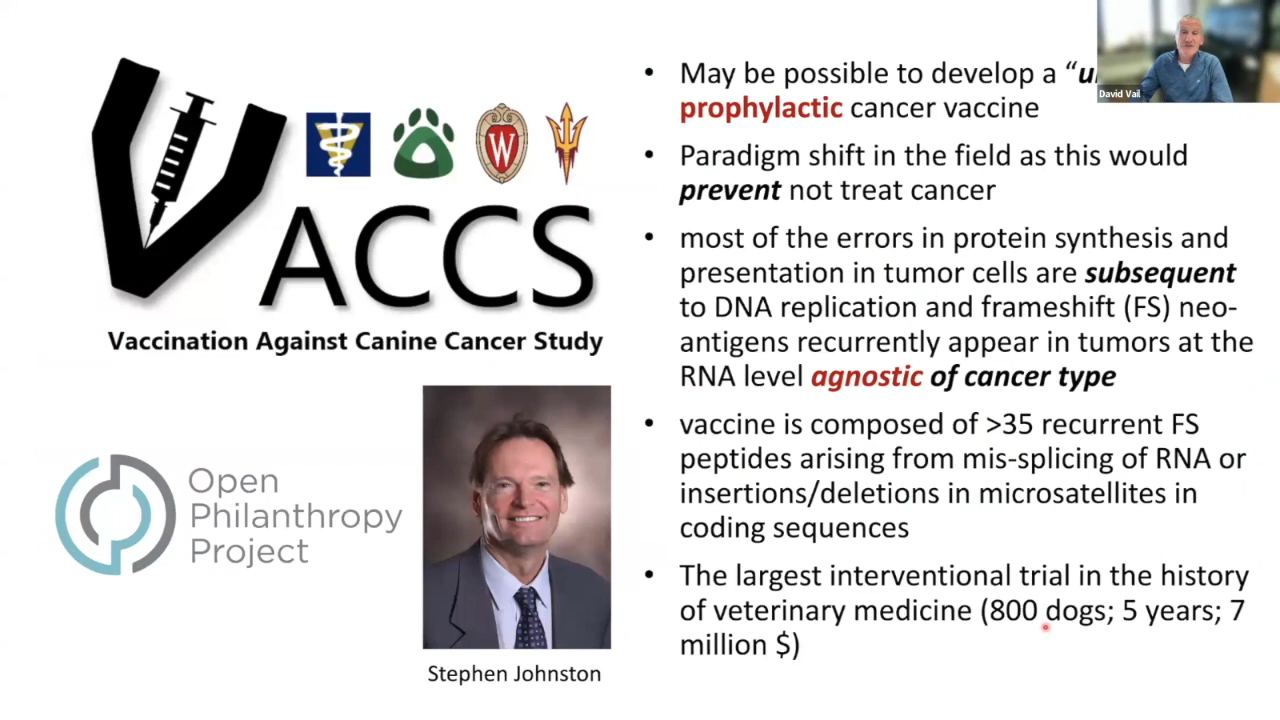 ACCS
Vaccination Against Canine Cancer Study
W
Open
Philanthropy
Project
Stephen Johnston
• May be possible to develop a “
prophylactic cancer vaccine
• Paradigm shift in the field as this would
prevent not treat cancer
• most of the errors in protein synthesis and
presentation in tumor cells are subsequent
to DNA replication and frameshift (FS) neo-
antigens recurrently appear in tumors at the
RNA level agnostic of cancer type
• vaccine is composed of >35 recurrent FS
peptides arising from mis-splicing of RNA or
insertions/deletions in microsatellites in
coding sequences
• The largest interventional trial in the history
of veterinary medicine (800 dogs; 5 years; 7
million $)
David Vail